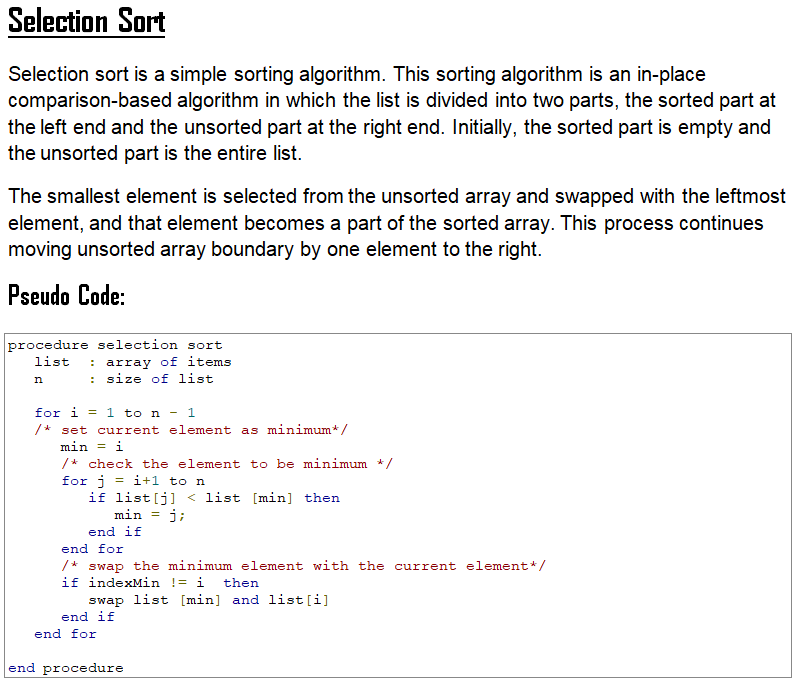 Selection Sort
Selection sort is a simple sorting algorithm. This sorting algorithm is an in-place
comparison-based algorithm in which the list is divided into two parts, the sorted part at
the left end and the unsorted part at the right end. Initially, the sorted part is empty and
the unsorted part is the entire list.
The smallest element is selected from the unsorted array and swapped with the leftmost
element, and that element becomes a part of the sorted array. This process continues
moving unsorted array boundary by one element to the right.
Pseudo Code:
procedure selection sort
   list  : array of items
   n     : size of list
   for i = 1 to n - 1
   /* set current element as minimum*/
      min = i
      /* check the element to be minimum */
      for j = i+1 to n
         if list[j] < list [min] then
            min = j;
         end if
      end for
      /* swap the minimum element with the current element*/
      if indexMin != i  then
         swap list [min] and list[i]
      end if
   end for
end procedure